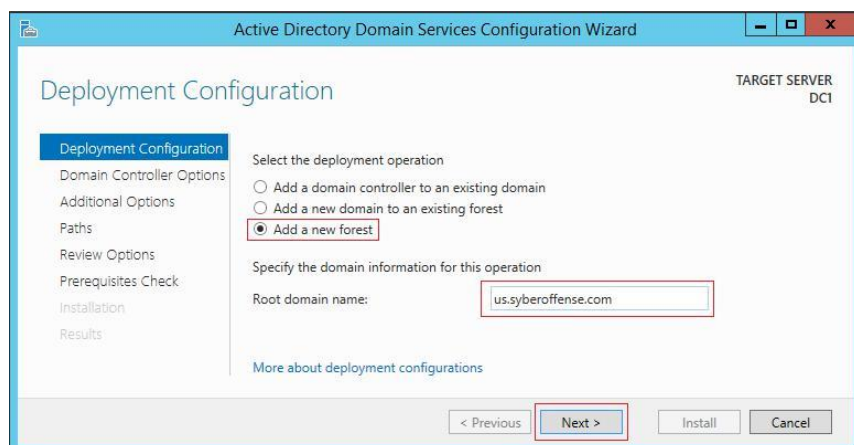 Active Directory Domain Services Configuration Wizard
Deployment Configuration
TARGET SERVER
DC1
Deployment Configuration
Domain Controller Options
Additional Options
Paths
Review Options
Prerequisites Check
Installation
Results
Select the deployment operation
Add a domain controller to an existing domain
Add a new domain to an existing forest
Add a new forest
Specify the domain information for this operation
Root domain name: us.syberoffense.com
More about deployment configurations
< Previous Next > Install Cancel